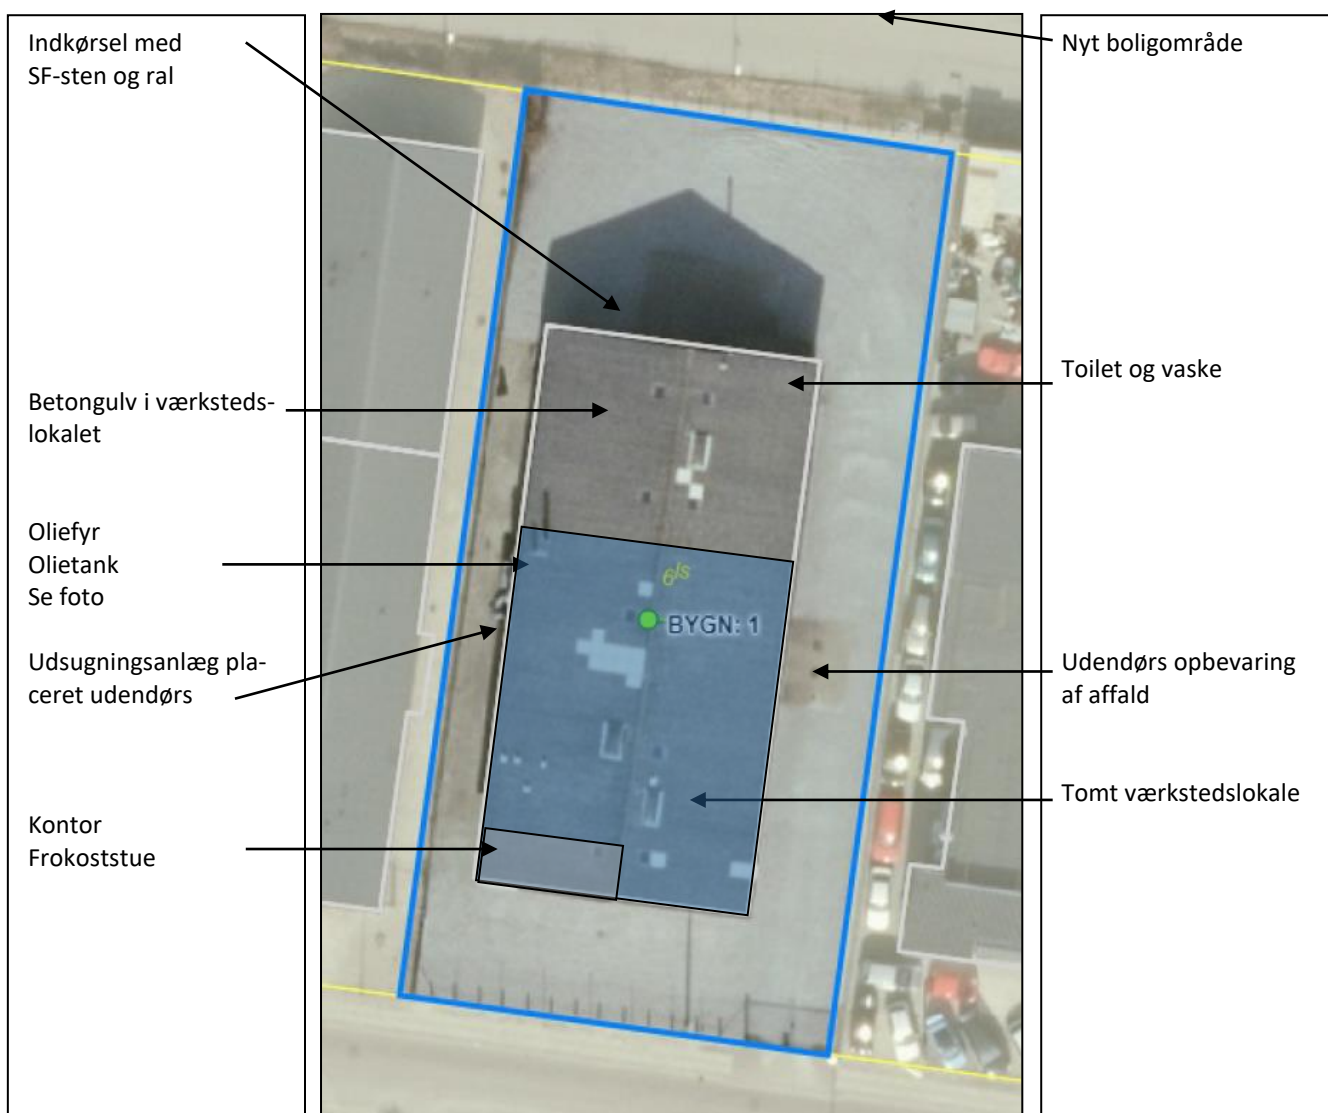 Indkørsel med
SF-sten og ral
Betongulv i værksteds-
lokalet
Oliefyr
Olietank
Se foto
Udsugningsanlæg pla-
ceret udendørs
Kontor
Frokoststue
6js
BYGN: 1
Nyt boligområde
Toilet og vaske
Udendørs opbevaring
af affald
Tomt værkstedslokale